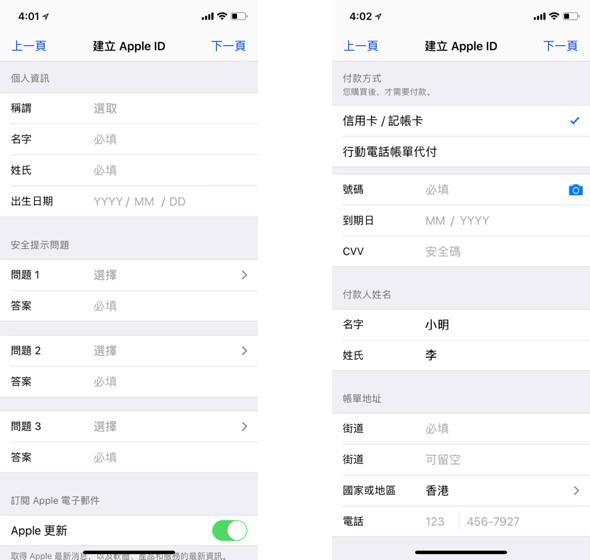 4:01
上一頁 建立 Apple ID 下一頁
個人資訊
稱謂 選取
名字 必填
姓氏 必填
出生日期 YYYY / MM / DD
安全提示問題
問題 1 選擇
答案 必填
問題 2 選擇
答案 必填
問題 3 選擇
答案 必填
訂閱 Apple 電子郵件
Apple 更新
取得 Apple 最新消息，以及軟體、產品和服務的最新資訊。
4:02
上一頁 建立 Apple ID 下一頁
付款方式
您購買後，才需要付款。
信用卡 / 記帳卡
行動電話帳單代付
號碼 必填
到期日 MM / YYYY
CVV 安全碼
付款人姓名
名字 小明
姓氏 李
帳單地址
街道 必填
街道 可留空
國家或地區 香港
電話 123 456-7927